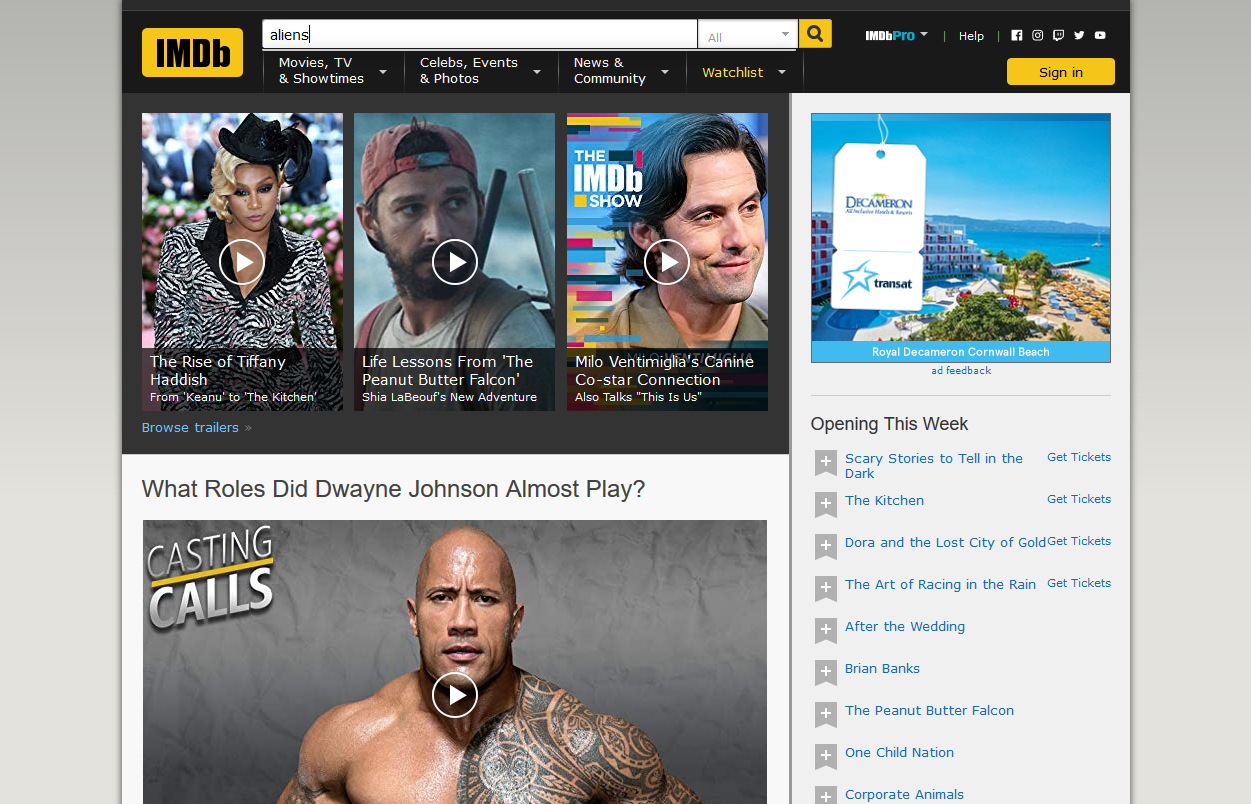 IMDb
aliens
All
IMDbPro
|
Help
|
Movies, TV
& Showtimes
Celebs, Events
& Photos
News &
Community
Watchlist
Sign in
The Rise of Tiffany
Haddish
From 'Keanu' to 'The Kitchen'
Life Lessons From 'The
Peanut Butter Falcon'
Shia LaBeouf's New Adventure
THE
IMDb
SHOW
MILO VENTIMIGLIA
Milo Ventimiglia's Canine
Co-star Connection
Also Talks "This Is Us"
Browse trailers »
What Roles Did Dwayne Johnson Almost Play?
CASTING
CALLS
DECAMERON
All Inclusive Hotels & Resorts
transat
Royal Decameron Cornwall Beach
ad feedback
Opening This Week
Scary Stories to Tell in the
Dark
Get Tickets
The Kitchen
Get Tickets
Dora and the Lost City of Gold
Get Tickets
The Art of Racing in the Rain
Get Tickets
After the Wedding
Brian Banks
The Peanut Butter Falcon
One Child Nation
Corporate Animals